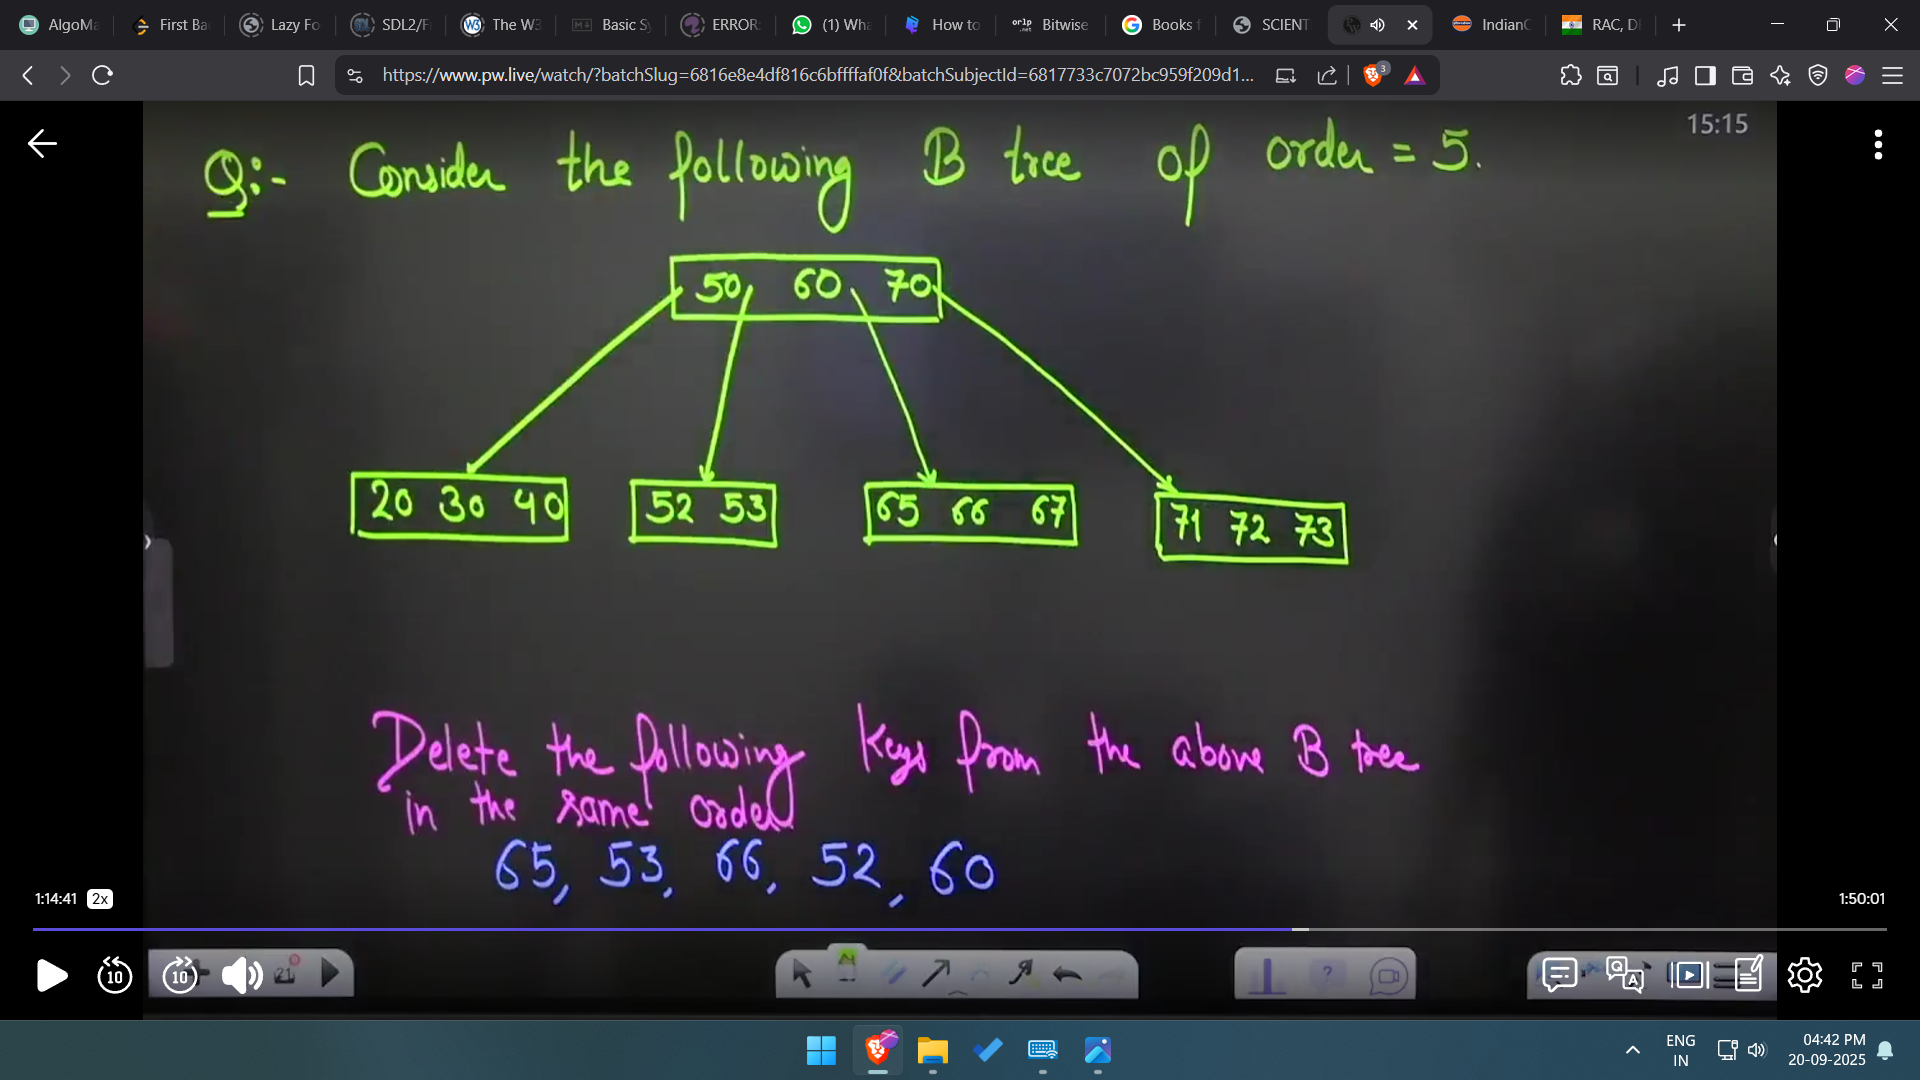 AlgoMa
First Ba
Lazy Fo
SDL2/F
The W3
Basic Sy
ERROR:
(1) Wha
How to
Bitwise
Books f
SCIENT
IndianO
RAC, D
https://www.pw.live/watch/?batchSlug=6816e8e4df816c6bffffaf0f&batchSubjectId=6817733c7072bc959f209d1...
3
15:15
Q:- Consider the following B tree of order = 5.
50 60 70
20 30 40
52 53
65 66 67
71 72 73
Delete the following keys from the above B tree
in the same order
65, 53, 66, 52, 60
1:14:41 2x
1:50:01
10
10
21
ENG
IN
04:42 PM
20-09-2025